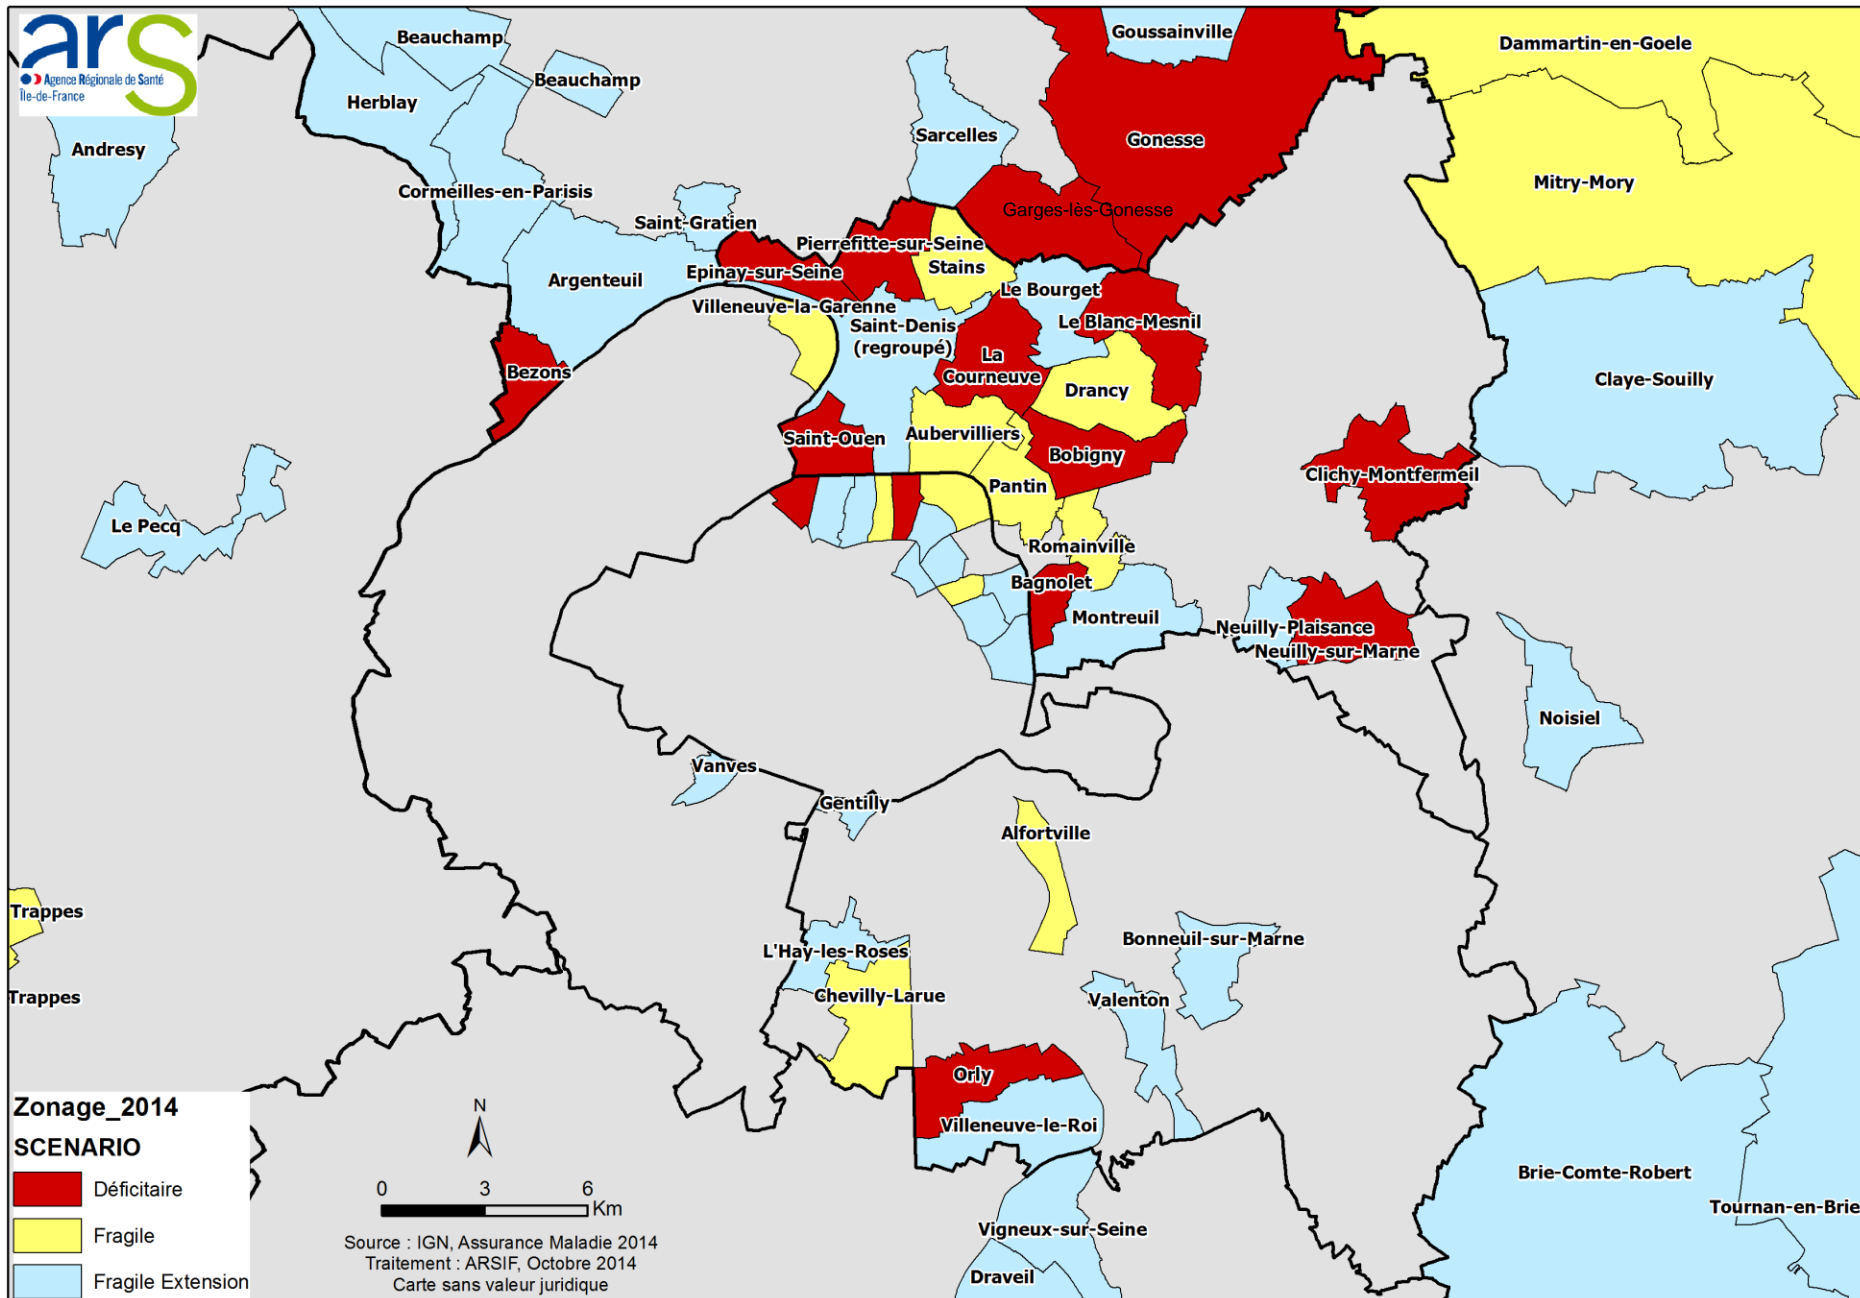 ars
Agence Régionale de Santé
Île-de-France
Beauchamp
Beauchamp
Goussainville
Dammartin-en-Goele
Herblay
Andresy
Sarcelles
Gonesse
Mitry-Mory
Cormeilles-en-Parisis
Garges-lès-Gonesse
Saint-Gratien
Pierrefitte-sur-Seine
Stains
Epinay-sur-Seine
Argenteuil
Le Bourget
Villeneuve-la-Garenne
Le Blanc-Mesnil
Saint-Denis
(regroupé)
La
Courneuve
Bezons
Drancy
Claye-Souilly
Saint-Ouen
Aubervilliers
Bobigny
Clichy-Montfermeil
Pantin
Le Pecq
Romainville
Bagnolet
Montreuil
Neuilly-Plaisance
Neuilly-sur-Marne
Noisiel
Vanves
Gentilly
Alfortville
Trappes
L'Hay-les-Roses
Bonneuil-sur-Marne
Chevilly-Larue
Valenton
Trappes
Orly
Villeneuve-le-Roi
Brie-Comte-Robert
Tournan-en-Brie
Vigneux-sur-Seine
Draveil
Zonage_2014
SCENARIO
Déficitaire
Fragile
Fragile Extension
N
0 3 6
Km
Source : IGN, Assurance Maladie 2014
Traitement : ARSIF, Octobre 2014
Carte sans valeur juridique